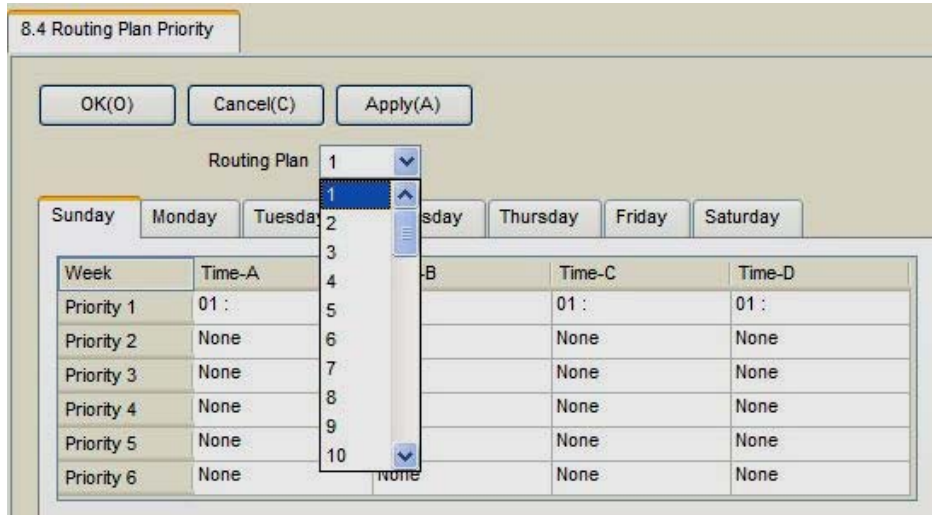 8.4 Routing Plan Priority
OK(O) Cancel(C) Apply(A)
Routing Plan 1
1
2
3
4
5
6
7
8
9
10
Sunday Monday Thursday Friday Saturday
Week Time-A Time-C Time-D
Priority 1 01 : 01 : 01 :
Priority 2 None None None
Priority 3 None None None
Priority 4 None None None
Priority 5 None None None
Priority 6 None None None None